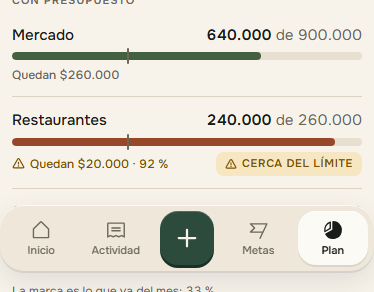 CON PRESUPUESTO
Mercado 640.000 de 900.000
Quedan $260.000
Restaurantes 240.000 de 260.000
Quedan $20.000 · 92 % CERCA DEL LÍMITE
Inicio Actividad Metas Plan
La marca es lo que va del mes: 33 %